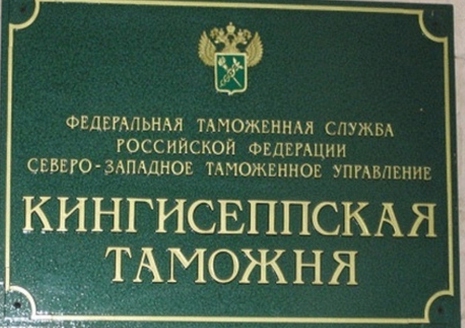 ФЕДЕРАЛЬНАЯ ТАМОЖЕННАЯ СЛУЖБА
РОССИЙСКОЙ ФЕДЕРАЦИИ
СЕВЕРО-ЗАПАДНОЕ ТАМОЖЕННОЕ УПРАВЛЕНИЕ
КИНГИСЕППСКАЯ
ТАМОЖНЯ